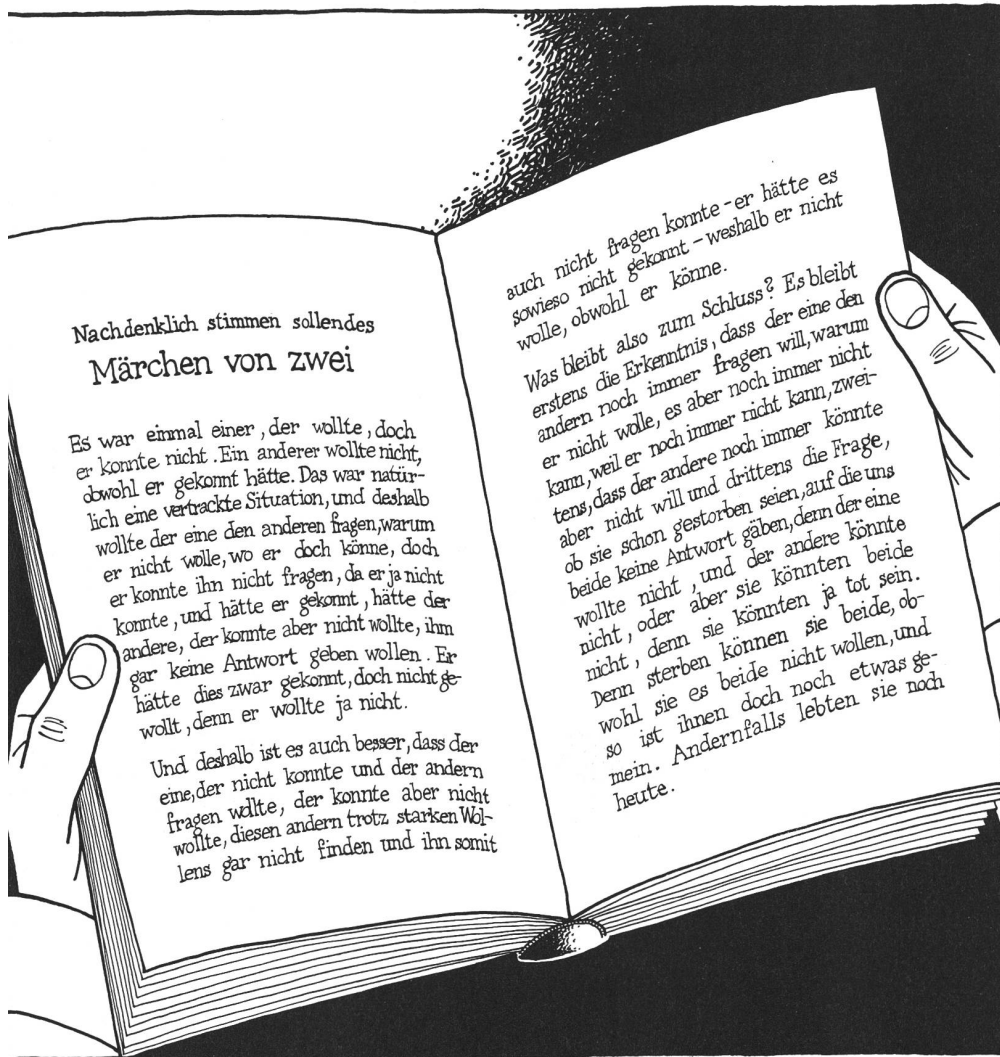 Nachdenklich stimmen sollendes
Märchen von zwei
Es war einmal einer, der wollte, doch
er konnte nicht. Ein anderer wollte nicht,
obwohl er gekonnt hätte. Das war natür-
lich eine vertrackte Situation, und deshalb
wollte der eine den anderen fragen, warum
er nicht wolle, wo er doch könne, doch
er konnte ihn nicht fragen, da er ja nicht
konnte, und hätte er gekonnt, hätte der
andere, der konnte aber nicht wollte, ihm
gar keine Antwort geben wollen. Er
hätte dies zwar gekonnt, doch nicht ge-
wollt, denn er wollte ja nicht.
Und deshalb ist es auch besser, dass der
eine, der nicht konnte und der andern
fragen wollte, der konnte aber nicht
wollte, diesen andern trotz starken Wol-
lens gar nicht finden und ihn somit
auch nicht fragen konnte - er hätte es
sowieso nicht gekonnt - weshalb er nicht
wolle, obwohl er könne.
Was bleibt also zum Schluss? Es bleibt
erstens die Erkenntnis, dass der eine den
andern noch immer fragen will, warum
er nicht wolle, es aber noch immer nicht
kann, weil er noch immer nicht kann, zwei-
tens, dass der andere noch immer könnte
aber nicht will und drittens die Frage,
ob sie schon gestorben seien, auf die uns
beide keine Antwort gäben, denn der eine
wollte nicht, und der andere könnte
nicht, oder aber sie könnten beide
nicht, denn sie könnten ja tot sein.
Denn sterben können sie beide, ob-
wohl sie es beide nicht wollen, und
so ist ihnen doch noch etwas ge-
mein. Andernfalls lebten sie noch
heute.